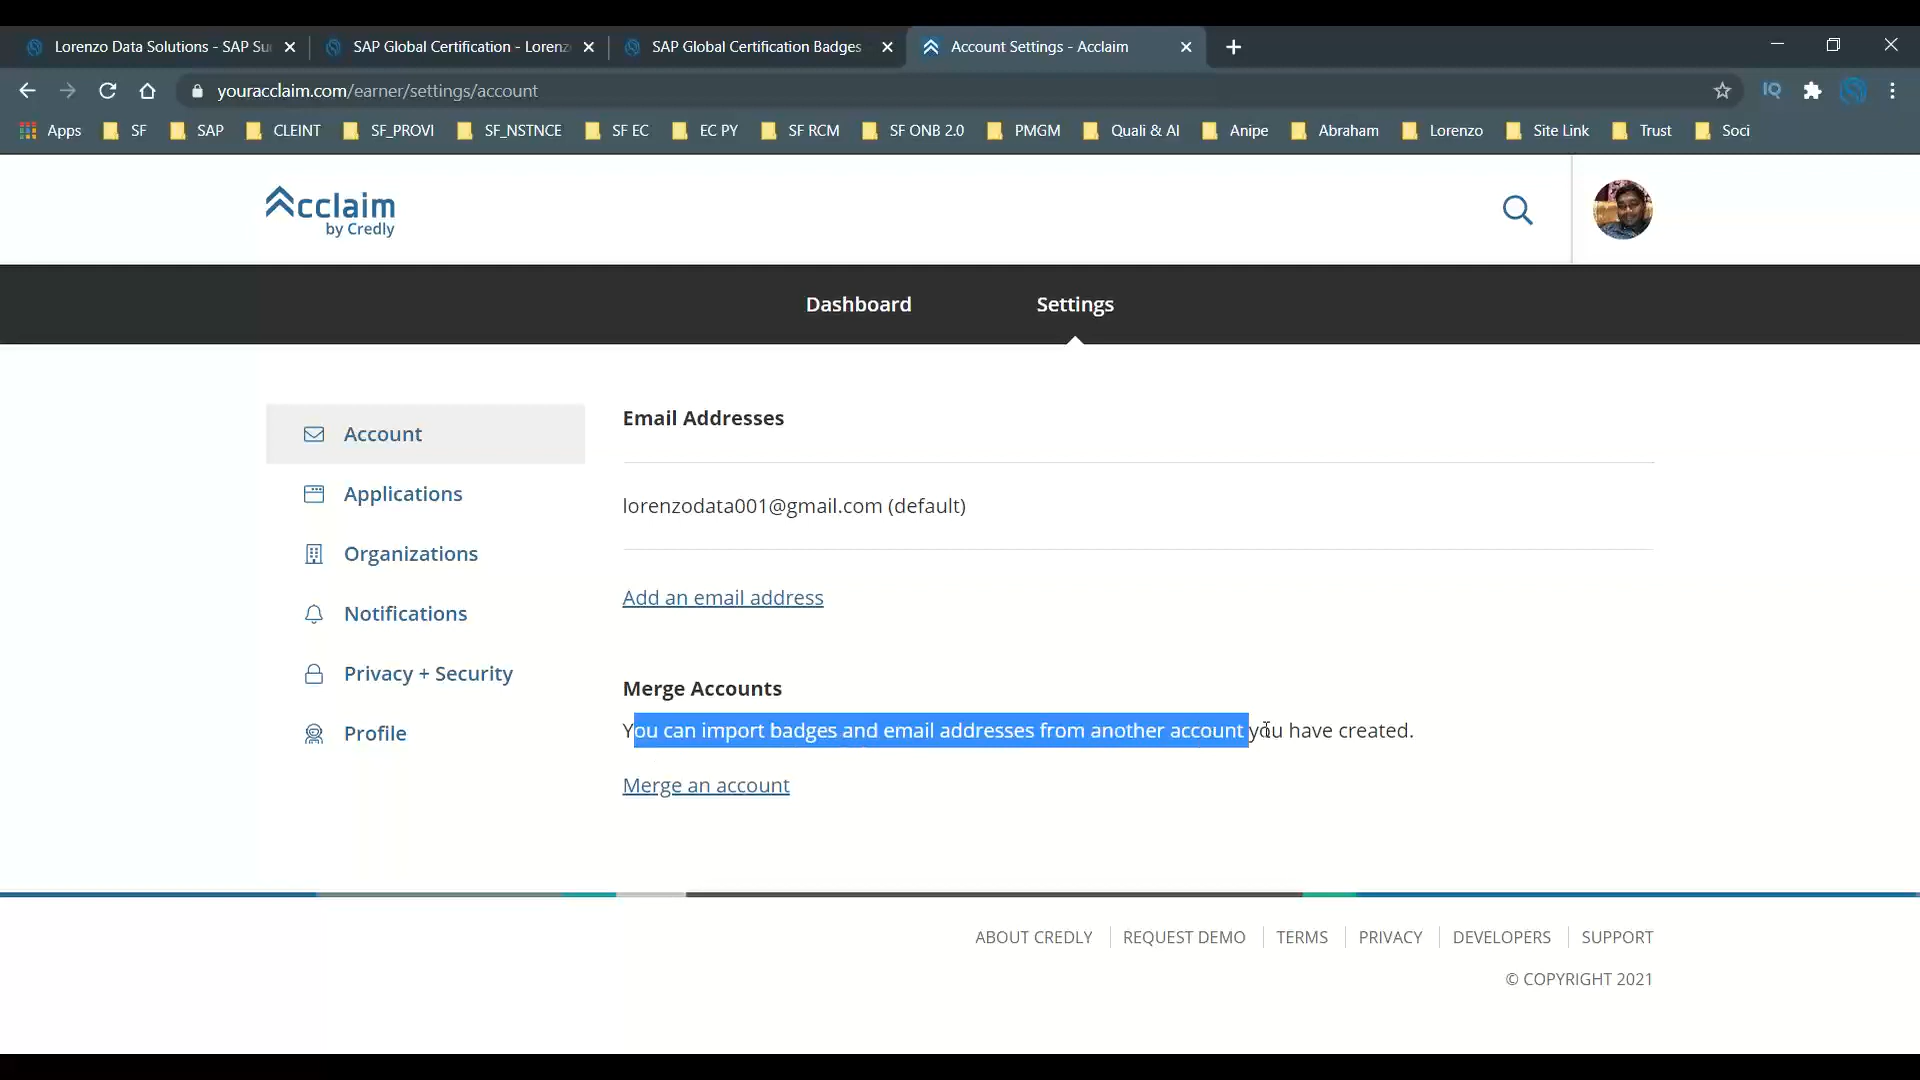 Lorenzo Data Solutions - SAP Su
SAP Global Certification - Lorenz
SAP Global Certification Badges
Account Settings - Acclaim
youracclaim.com/earner/settings/account
IQ
Apps
SF
SAP
CLEINT
SF_PROVI
SF_NSTNCE
SF EC
EC PY
SF RCM
SF ONB 2.0
PMGM
Quali & AI
Anipe
Abraham
Lorenzo
Site Link
Trust
Soci
Acclaim
by Credly
Dashboard
Settings
Account
Applications
Organizations
Notifications
Privacy + Security
Profile
Email Addresses
lorenzodata001@gmail.com (default)
Add an email address
Merge Accounts
You can import badges and email addresses from another account you have created.
Merge an account
ABOUT CREDLY
REQUEST DEMO
TERMS
PRIVACY
DEVELOPERS
SUPPORT
© COPYRIGHT 2021